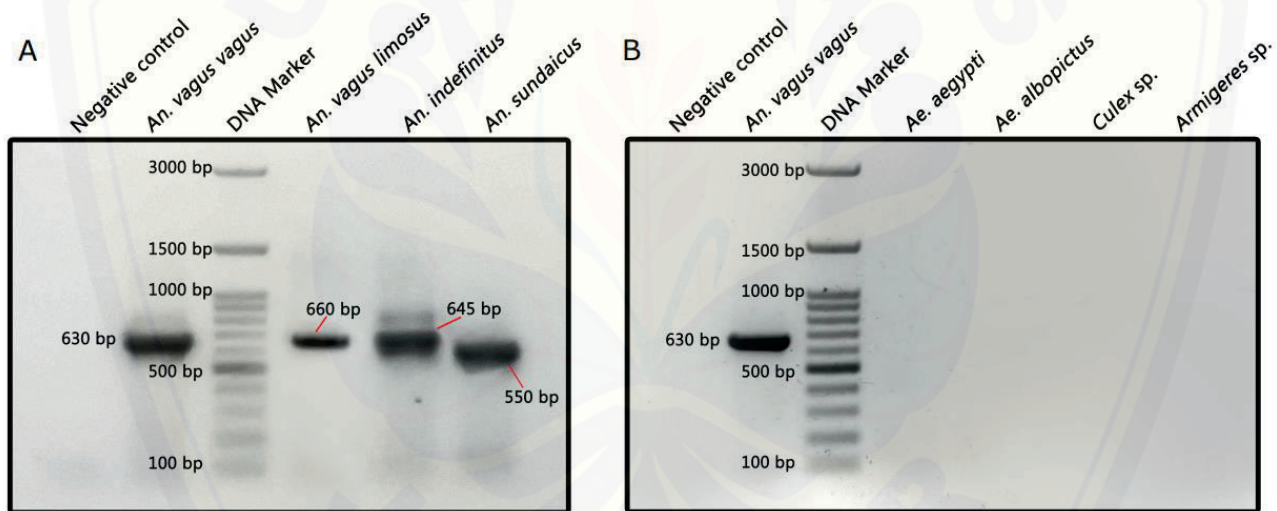 A
Negative control
An. vagus vagus
DNA Marker
An. vagus limosus
An. indefinitus
An. sundaicus
3000 bp
1500 bp
1000 bp
660 bp
645 bp
630 bp
500 bp
550 bp
100 bp
B
Negative control
An. vagus vagus
DNA Marker
Ae. aegypti
Ae. albopictus
Culex sp.
Armigeres sp.
3000 bp
1500 bp
1000 bp
630 bp
500 bp
100 bp